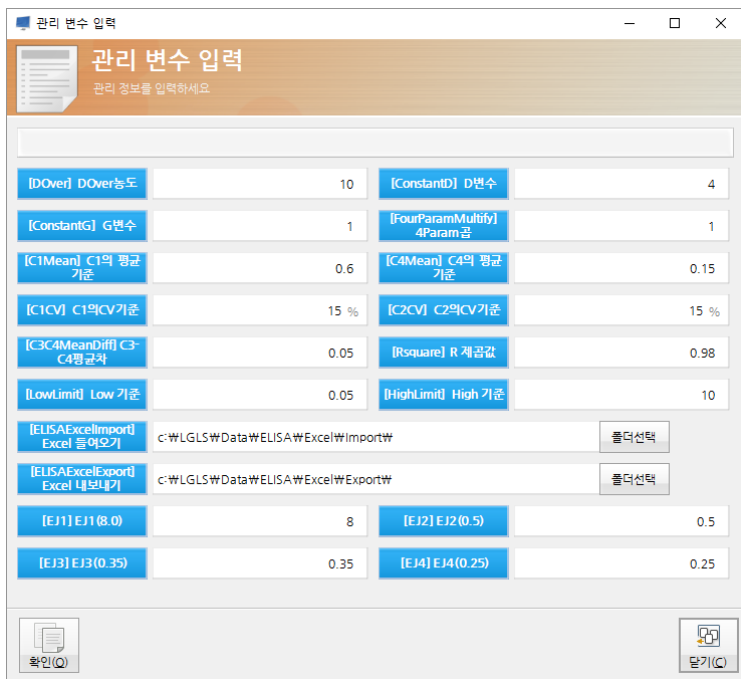 관리 변수 입력
관리 변수 입력
관리 정보를 입력하세요
[DOver] DOver농도 10 [ConstantD] D변수 4
[ConstantG] G변수 1 [FourParamMultify]
4Param곱 1
[C1Mean] C1의 평균
기준 0.6 [C4Mean] C4의 평균
기준 0.15
[C1CV] C1의CV기준 15 % [C2CV] C2의CV기준 15 %
[C3C4MeanDiff] C3-
C4평균차 0.05 [Rsquare] R 제곱값 0.98
[LowLimit] Low 기준 0.05 [HighLimit] High 기준 10
[ELISAExcelImport]
Excel 들여오기 c:₩LGLS₩Data₩ELISA₩Excel₩Import₩ 폴더선택
[ELISAExcelExport]
Excel 내보내기 c:₩LGLS₩Data₩ELISA₩Excel₩Export₩ 폴더선택
[EJ1] EJ1(8.0) 8 [EJ2] EJ2(0.5) 0.5
[EJ3] EJ3(0.35) 0.35 [EJ4] EJ4(0.25) 0.25
확인(O) 닫기(C)